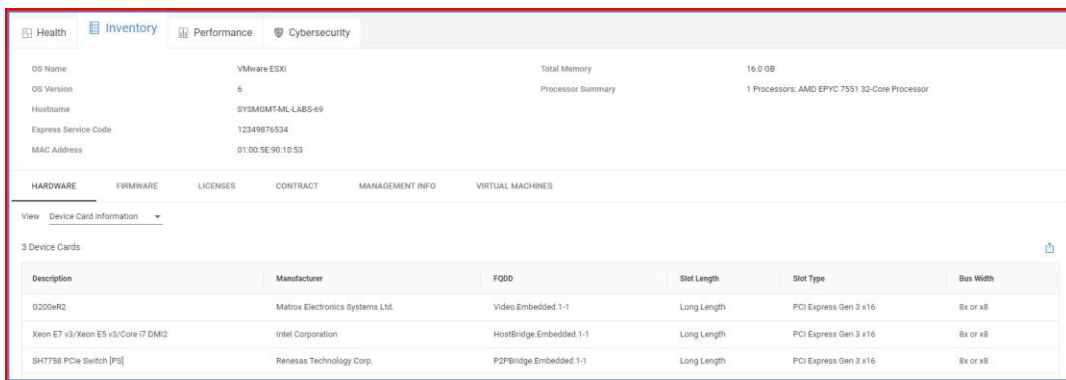 Health Inventory Performance Cybersecurity
OS Name VMware ESXi Total Memory 16.0 GB
OS Version 6 Processor Summary 1 Processors: AMD EPYC 7551 32-Core Processor
Hostname SYSMGMT-ML-LABS-69
Express Service Code 12349876534
MAC Address 01:00:5E:90:10:53
HARDWARE FIRMWARE LICENSES CONTRACT MANAGEMENT INFO VIRTUAL MACHINES
View Device Card Information
3 Device Cards
Description Manufacturer FQDD Slot Length Slot Type Bus Width
G200eR2 Matrox Electronics Systems Ltd. Video.Embedded.1-1 Long Length PCI Express Gen 3 x16 8x or x8
Xeon E7 v3/Xeon E5 v3/Core i7 DMI2 Intel Corporation HostBridge.Embedded.1-1 Long Length PCI Express Gen 3 x16 8x or x8
SH7758 PCIe Switch [PS] Renesas Technology Corp. P2PBridge.Embedded.1-1 Long Length PCI Express Gen 3 x16 8x or x8